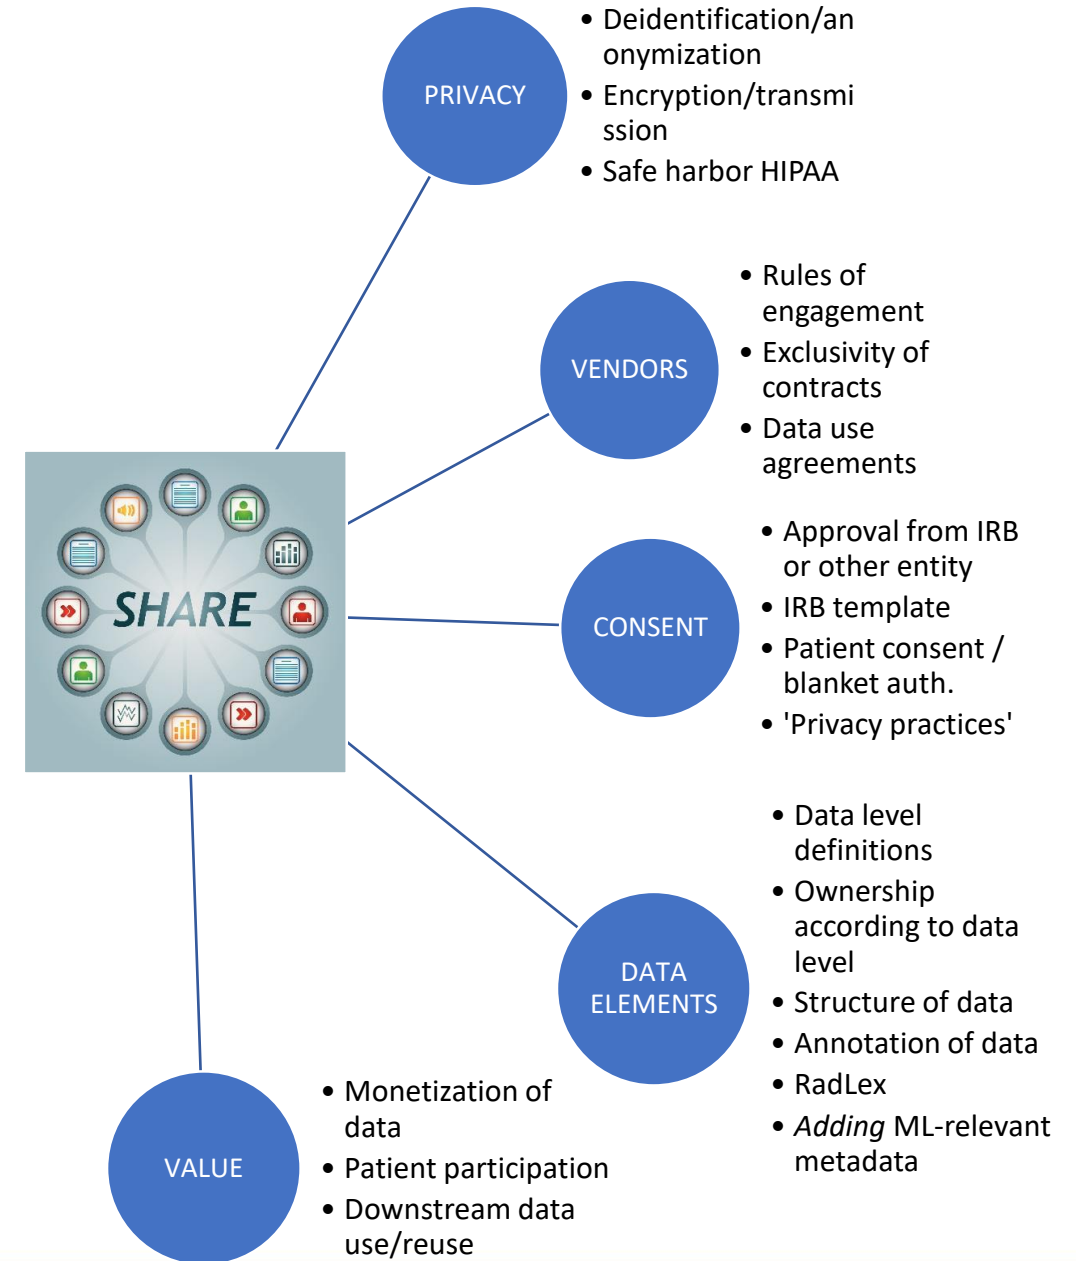 PRIVACY
• Deidentification/an
onymization
• Encryption/transmi
ssion
• Safe harbor HIPAA
VENDORS
• Rules of
engagement
• Exclusivity of
contracts
• Data use
agreements
SHARE
CONSENT
• Approval from IRB
or other entity
• IRB template
• Patient consent /
blanket auth.
• 'Privacy practices'
DATA
ELEMENTS
• Data level
definitions
• Ownership
according to data
level
• Structure of data
• Annotation of data
• RadLex
• Adding ML-relevant
metadata
VALUE
• Monetization of
data
• Patient participation
• Downstream data
use/reuse